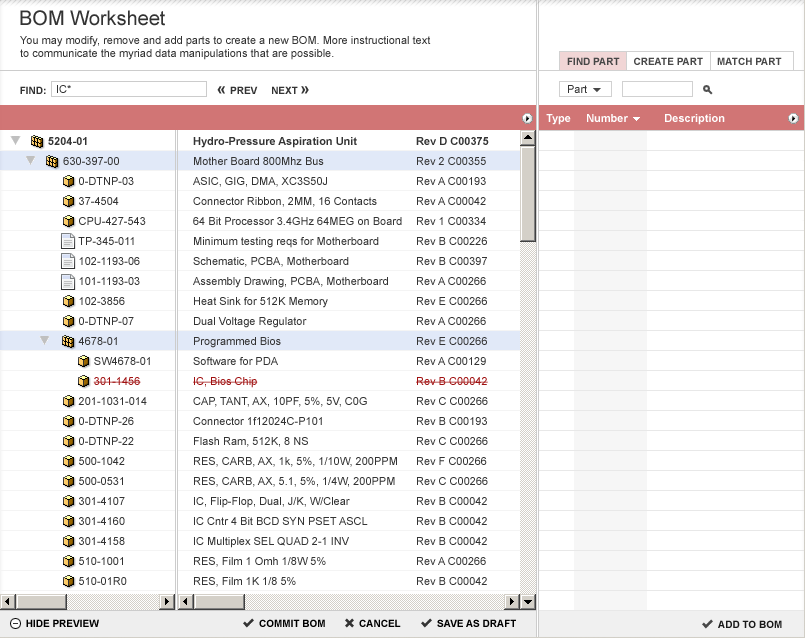 BOM Worksheet
You may modify, remove and add parts to create a new BOM. More instructional text
to communicate the myriad data manipulations that are possible.
FIND PART CREATE PART MATCH PART
FIND: IC* « PREV NEXT » Part
Type Number Description
5204-01 Hydro-Pressure Aspiration Unit Rev D C00375
630-397-00 Mother Board 800Mhz Bus Rev 2 C00355
0-DTNP-03 ASIC, GIG, DMA, XC3S50J Rev A C00193
37-4504 Connector Ribbon, 2MM, 16 Contacts Rev A C00042
CPU-427-543 64 Bit Processor 3.4GHz 64MEG on Board Rev 1 C00334
TP-345-011 Minimum testing reqs for Motherboard Rev B C00226
102-1193-06 Schematic, PCBA, Motherboard Rev B C00397
101-1193-03 Assembly Drawing, PCBA, Motherboard Rev A C00266
102-3856 Heat Sink for 512K Memory Rev E C00266
0-DTNP-07 Dual Voltage Regulator Rev A C00266
4678-01 Programmed Bios Rev E C00266
SW4678-01 Software for PDA Rev A C00129
301-1456 IC, Bios Chip Rev B C00042
201-1031-014 CAP, TANT, AX, 10PF, 5%, 5V, C0G Rev C C00266
0-DTNP-26 Connector 1f12024C-P101 Rev B C00193
0-DTNP-22 Flash Ram, 512K, 8 NS Rev C C00266
500-1042 RES, CARB, AX, 1k, 5%, 1/10W, 200PPM Rev F C00266
500-0531 RES, CARB, AX, 5.1, 5%, 1/4W, 200PPM Rev C C00266
301-4107 IC, Flip-Flop, Dual, J/K, W/Clear Rev B C00042
301-4160 IC Cntr 4 Bit BCD SYN PSET ASCL Rev B C00042
301-4158 IC Multiplex SEL QUAD 2-1 INV Rev B C00042
510-1001 RES, Film 1 Omh 1/8W 5% Rev A C00266
510-01R0 RES, Film 1K 1/8 5% Rev B C00042
HIDE PREVIEW COMMIT BOM CANCEL SAVE AS DRAFT ADD TO BOM